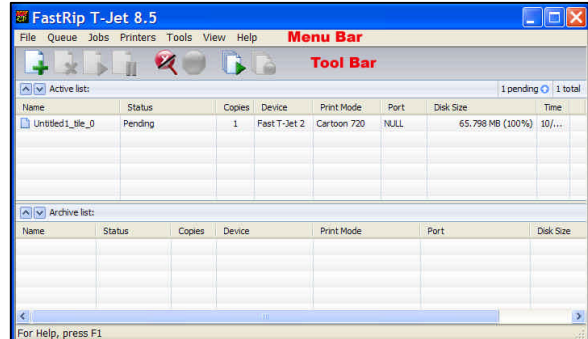 FastRip T-Jet 8.5
File Queue Jobs Printers Tools View Help Menu Bar
Tool Bar
Active list: 1 pending 1 total
Name Status Copies Device Print Mode Port Disk Size Time
Untitled1_tile_0 Pending 1 Fast T-Jet 2 Cartoon 720 NULL 65.798 MB (100%) 10/...
Archive list:
Name Status Copies Device Print Mode Port Disk Size
For Help, press F1